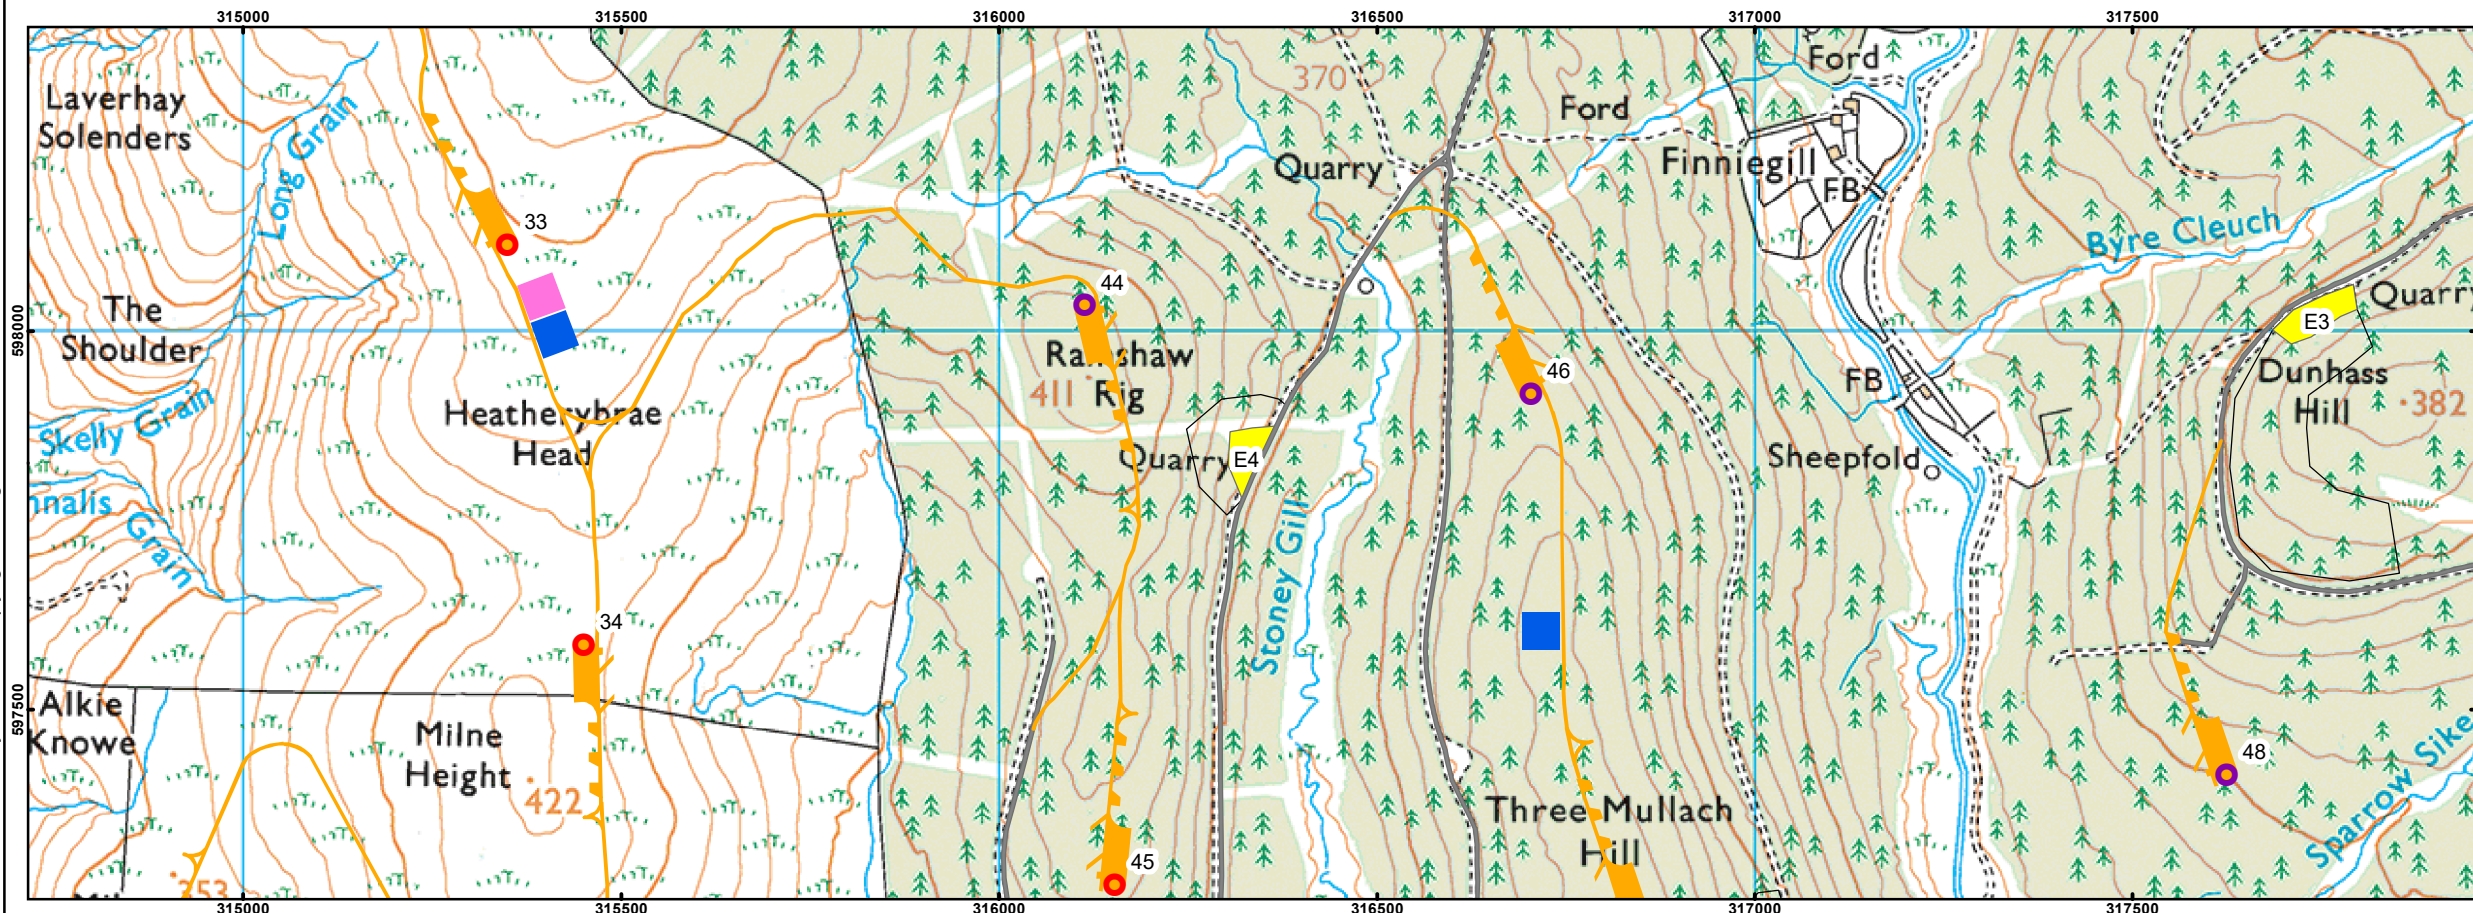 315000
315500
316000
316500
317000
317500
598000
597500
Laverhay
Solenders
Long Grain
33
The
Shoulder
Skelly Grain
Heatherybrae
Head
nnalis Grain
34
Alkie
Knowe
Milne
Height
422
353
370
Quarry
Ford
Ford
Finniegill
FB
44
Ramshaw
Rig
411
Quarry
E4
Stoney Gill
46
FB
Sheepfold
Byre Cleuch
Quarry
E3
Dunhass
Hill
382
45
Three Mullach
Hill
48
Sparrow Sike
315000
315500
316000
316500
317000
317500